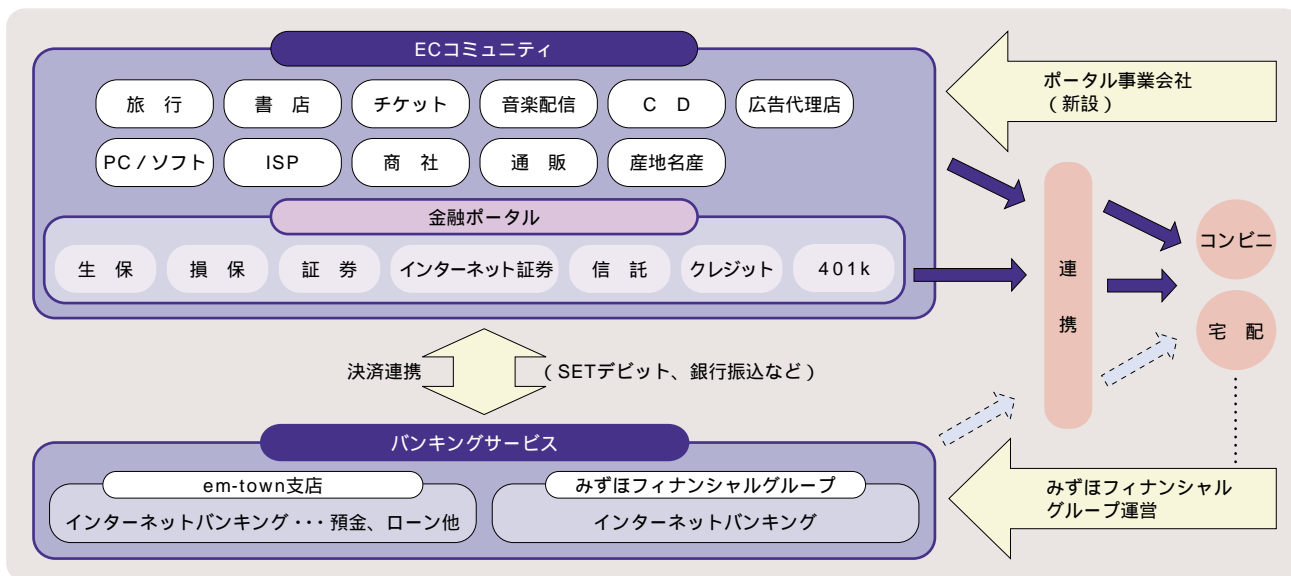 ECコミュニティ
旅 行
書 店
チケット
音楽配信
C D
広告代理店
PC / ソフト
ISP
商 社
通 販
産地名産
金融ポータル
生 保
損 保
証 券
インターネット証券
信 託
クレジット
401k
ポータル事業会社
(新設)
連
携
コンビニ
宅 配
決済連携
(SETデビット、銀行振込など)
バンキングサービス
em-town支店
インターネットバンキング・・・預金、ローン他
みずほフィナンシャルグループ
インターネットバンキング
みずほフィナンシャル
グループ運営